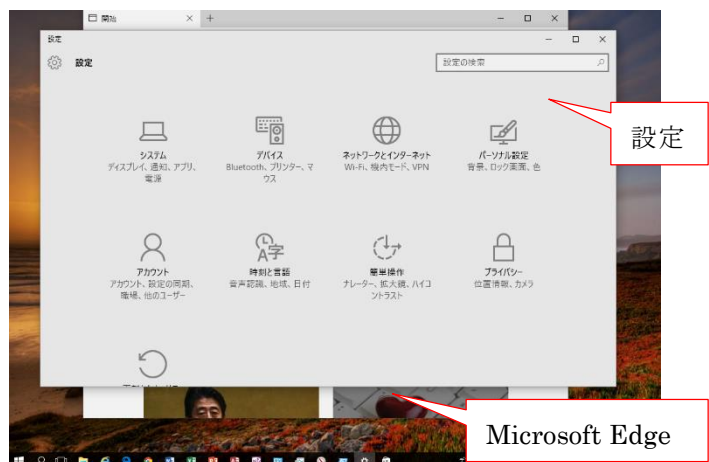 開始
設定
設定
設定の検索
設定
システム
ディスプレイ、通知、アプリ、
電源
デバイス
Bluetooth、プリンター、マ
ウス
ネットワークとインターネット
Wi-Fi、機内モード、VPN
パーソナル設定
背景、ロック画面、色
アカウント
アカウント、設定の同期、
職場、他のユーザー
時刻と言語
音声認識、地域、日付
簡単操作
ナレーター、拡大鏡、ハイコ
ントラスト
プライバシー
位置情報、カメラ
Microsoft Edge